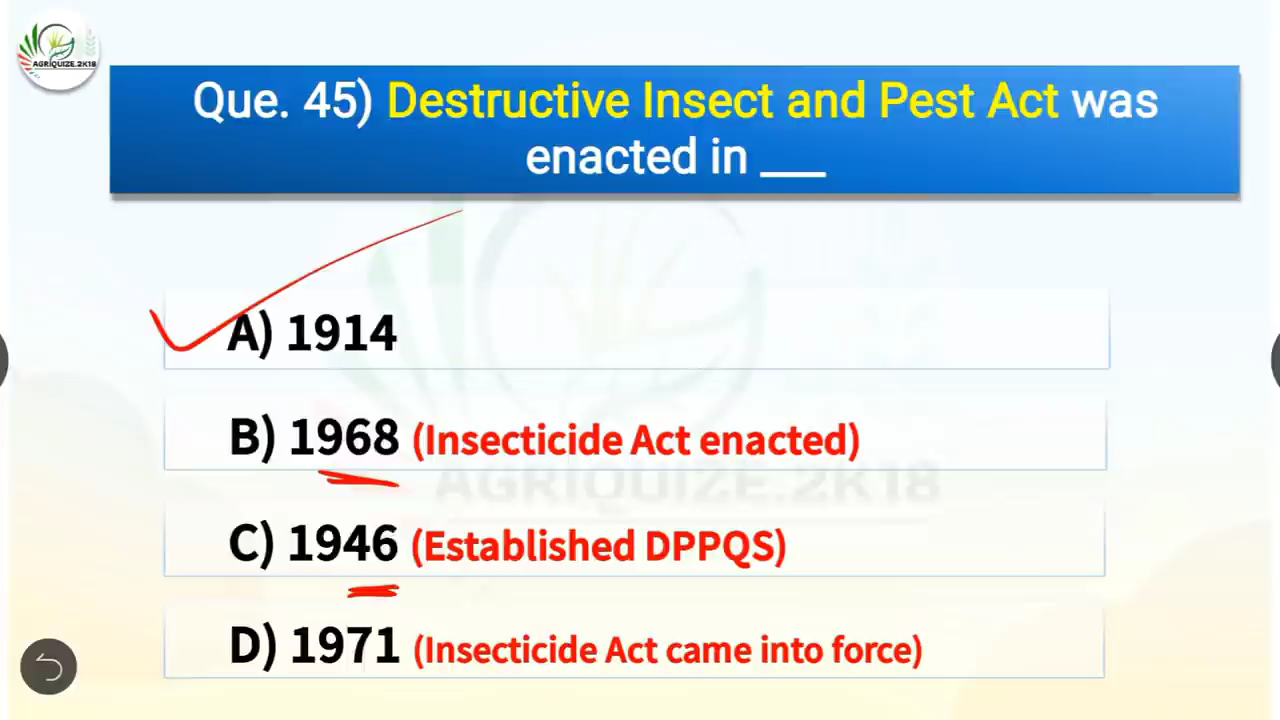 AGRIQUIZE.2K18
Que. 45) Destructive Insect and Pest Act was
enacted in ___
A) 1914
B) 1968 (Insecticide Act enacted)
AGRIQUIZE.2K18
C) 1946 (Established DPPQS)
D) 1971 (Insecticide Act came into force)